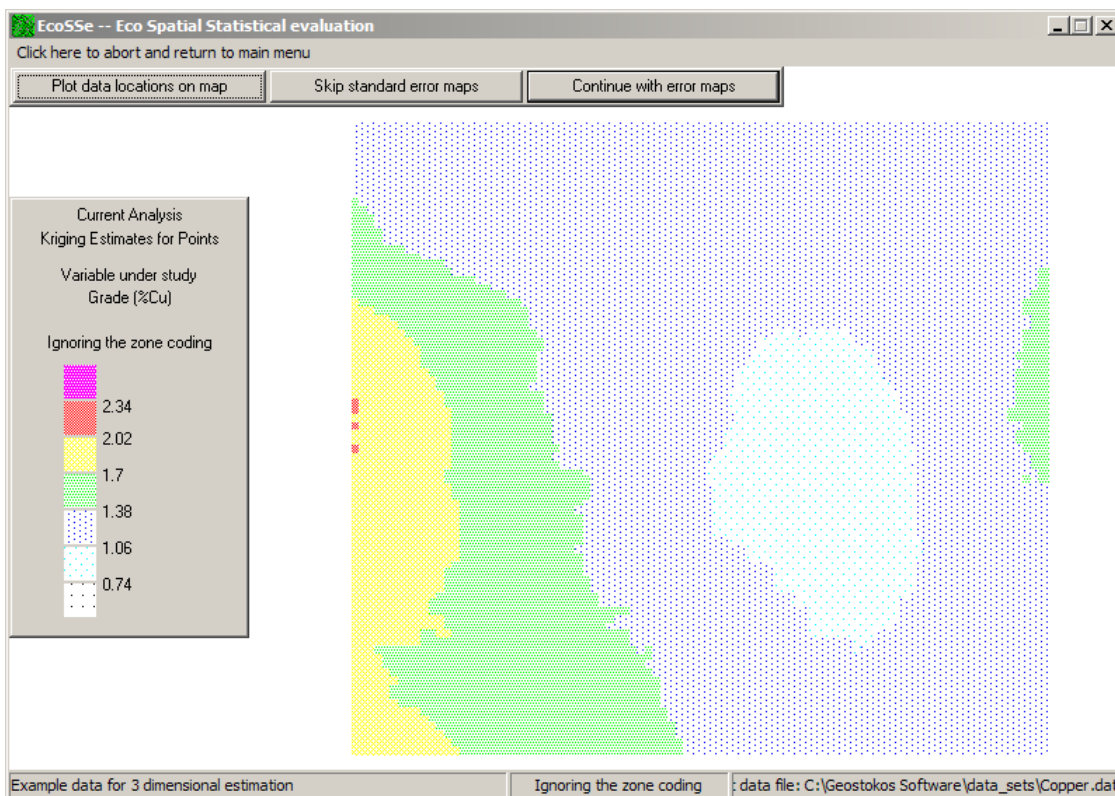 EcoSSe -- Eco Spatial Statistical evaluation
Click here to abort and return to main menu
Plot data locations on map
Skip standard error maps
Continue with error maps
Current Analysis
Kriging Estimates for Points
Variable under study
Grade (%Cu)
Ignoring the zone coding
2.34
2.02
1.7
1.38
1.06
0.74
Example data for 3 dimensional estimation
Ignoring the zone coding
data file: C:\Geostokos Software\data_sets\Copper.dat